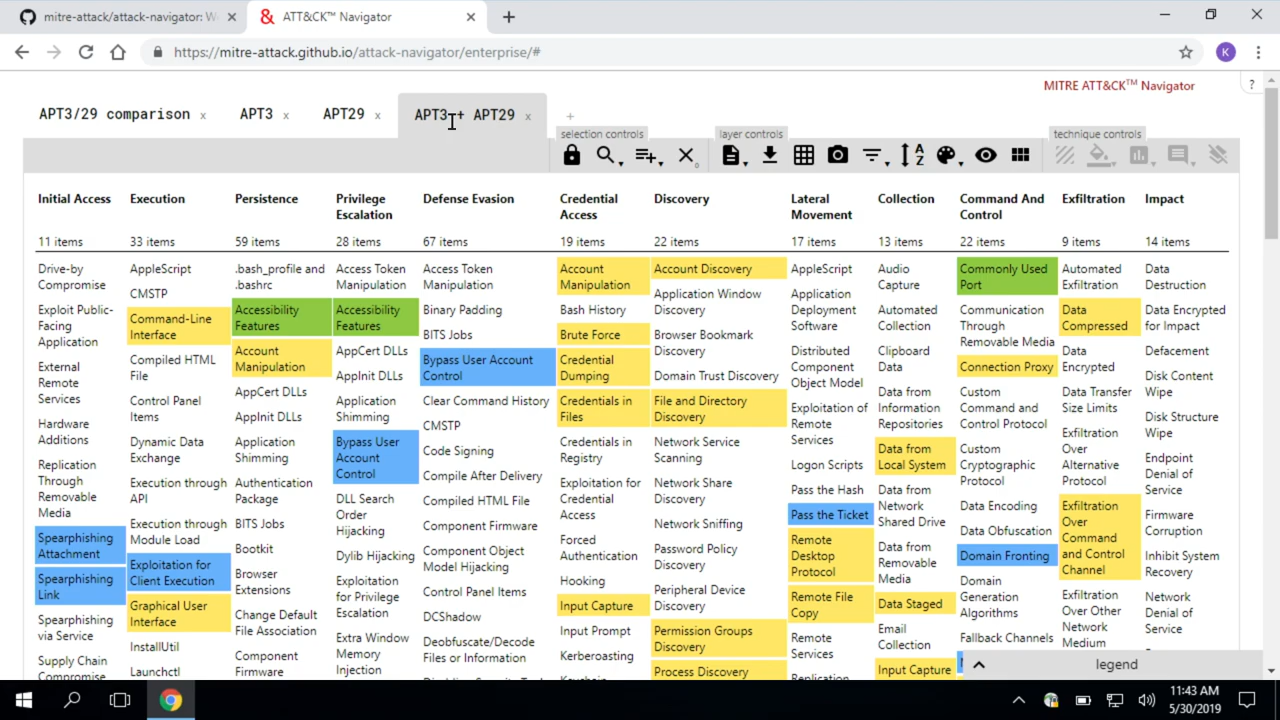 mitre-attack/attack-navigator: W
ATT&CK™ Navigator
https://mitre-attack.github.io/attack-navigator/enterprise/#
K
MITRE ATT&CK™ Navigator
?
APT3/29 comparison x
APT3 x
APT29 x
APT3 + APT29 x
+
selection controls
layer controls
technique controls
Initial Access
11 items
Drive-by
Compromise
Exploit Public-
Facing
Application
External
Remote
Services
Hardware
Additions
Replication
Through
Removable
Media
Spearphishing
Attachment
Spearphishing
Link
Spearphishing
via Service
Supply Chain
Compromise
Execution
33 items
AppleScript
CMSTP
Command-Line
Interface
Compiled HTML
File
Control Panel
Items
Dynamic Data
Exchange
Execution through
API
Execution through
Module Load
Exploitation for
Client Execution
Graphical User
Interface
InstallUtil
Launchctl
Persistence
59 items
.bash_profile and
.bashrc
Accessibility
Features
Account
Manipulation
AppCert DLLs
AppInit DLLs
Application
Shimming
Authentication
Package
BITS Jobs
Bootkit
Browser
Extensions
Change Default
File Association
Component
Firmware
Privilege
Escalation
28 items
Access Token
Manipulation
Accessibility
Features
AppCert DLLs
AppInit DLLs
Application
Shimming
Bypass User
Account
Control
DLL Search
Order
Hijacking
Dylib Hijacking
Exploitation
for Privilege
Escalation
Extra Window
Memory
Injection
Defense Evasion
67 items
Access Token
Manipulation
Binary Padding
BITS Jobs
Bypass User Account
Control
Clear Command History
CMSTP
Code Signing
Compile After Delivery
Compiled HTML File
Component Firmware
Component Object
Model Hijacking
Control Panel Items
DCShadow
Deobfuscate/Decode
Files or Information
Credential
Access
19 items
Account
Manipulation
Bash History
Brute Force
Credential
Dumping
Credentials in
Files
Credentials in
Registry
Exploitation for
Credential
Access
Forced
Authentication
Hooking
Input Capture
Input Prompt
Kerberoasting
Keychain
Discovery
22 items
Account Discovery
Application Window
Discovery
Browser Bookmark
Discovery
Domain Trust Discovery
File and Directory
Discovery
Network Service
Scanning
Network Share
Discovery
Network Sniffing
Password Policy
Discovery
Peripheral Device
Discovery
Permission Groups
Discovery
Process Discovery
Lateral
Movement
17 items
AppleScript
Application
Deployment
Software
Distributed
Component
Object Model
Exploitation of
Remote
Services
Logon Scripts
Pass the Hash
Pass the Ticket
Remote
Desktop
Protocol
Remote File
Copy
Remote
Services
Replication
Collection
13 items
Audio
Capture
Automated
Collection
Clipboard
Data
Data from
Information
Repositories
Data from
Local System
Data from
Network
Shared Drive
Data from
Removable
Media
Data Staged
Email
Collection
Input Capture
Command And
Control
22 items
Commonly Used
Port
Communication
Through
Removable Media
Connection Proxy
Custom
Command and
Control Protocol
Custom
Cryptographic
Protocol
Data Encoding
Data Obfuscation
Domain Fronting
Domain
Generation
Algorithms
Fallback Channels
Exfiltration
9 items
Automated
Exfiltration
Data
Compressed
Data
Encrypted
Data Transfer
Size Limits
Exfiltration
Over
Alternative
Protocol
Exfiltration
Over
Command
and Control
Channel
Exfiltration
Over Other
Network
Medium
Impact
14 items
Data
Destruction
Data Encrypted
for Impact
Defacement
Disk Content
Wipe
Disk Structure
Wipe
Endpoint
Denial of
Service
Firmware
Corruption
Inhibit System
Recovery
Network
Denial of
Service
legend
11:43 AM
5/30/2019